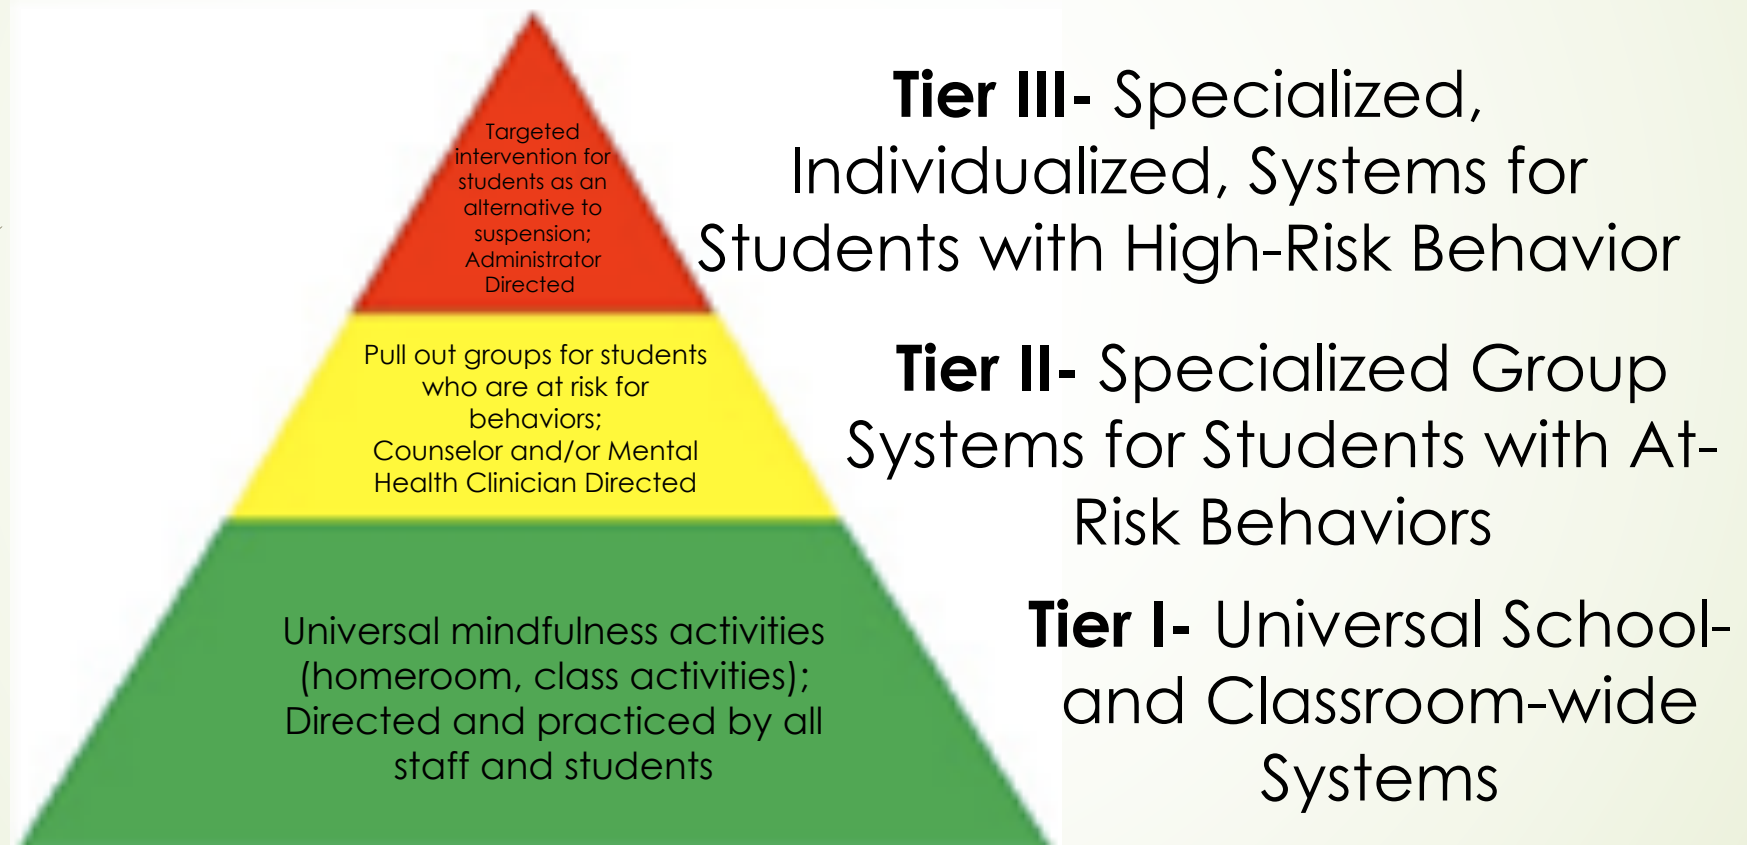 Targeted
intervention for
students as an
alternative to
suspension;
Administrator
Directed
Tier III- Specialized,
Individualized, Systems for
Students with High-Risk Behavior
Pull out groups for students
who are at risk for
behaviors;
Counselor and/or Mental
Health Clinician Directed
Tier II- Specialized Group
Systems for Students with At-
Risk Behaviors
Universal mindfulness activities
(homeroom, class activities);
Directed and practiced by all
staff and students
Tier I- Universal School-
and Classroom-wide
Systems